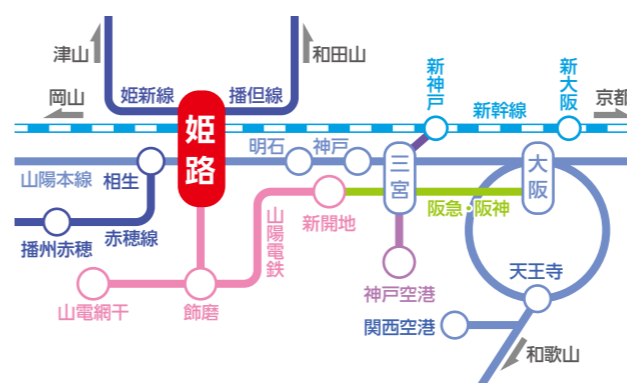 津山
和田山
岡山
姫新線
播但線
新神戸
新大阪
京都
新幹線
姫路
明石
神戸
三宮
大阪
山陽本線
相生
新開地
阪急・阪神
播州赤穂
赤穂線
山陽電鉄
神戸空港
天王寺
山電網干
飾磨
関西空港
和歌山